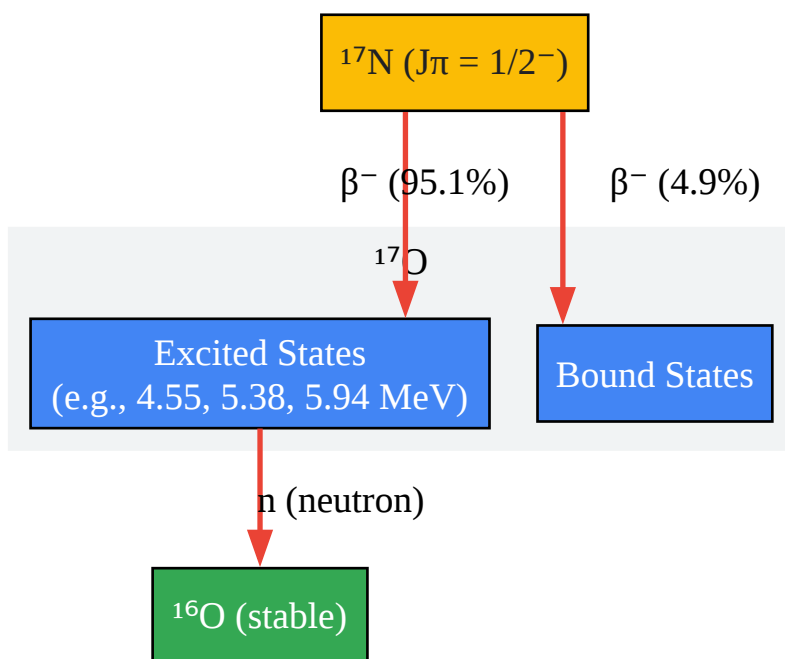 ¹⁷N (Jπ = 1/2⁻)
β⁻ (95.1%)
β⁻ (4.9%)
¹⁷O
Excited States
(e.g., 4.55, 5.38, 5.94 MeV)
Bound States
n (neutron)
¹⁶O (stable)